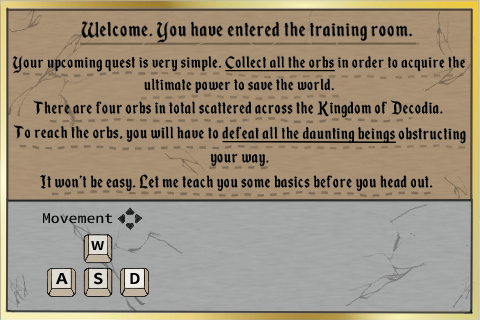 Welcome. You have entered the training room.
Your upcoming quest is very simple. Collect all the orbs in order to acquire the
ultimate power to save the world.
There are four orbs in total scattered across the Kingdom of Decodia.
To reach the orbs, you will have to defeat all the daunting beings obstructing
your way.
It won't be easy. Let me teach you some basics before you head out.
Movement
W
A S D